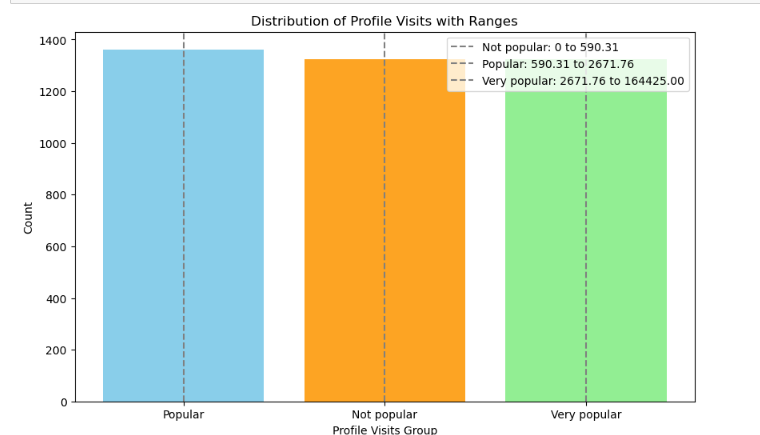 Distribution of Profile Visits with Ranges
1400
1200
1000
800
600
400
200
0
Count
Not popular: 0 to 590.31
Popular: 590.31 to 2671.76
Very popular: 2671.76 to 164425.00
Popular Not popular Very popular
Profile Visits Group